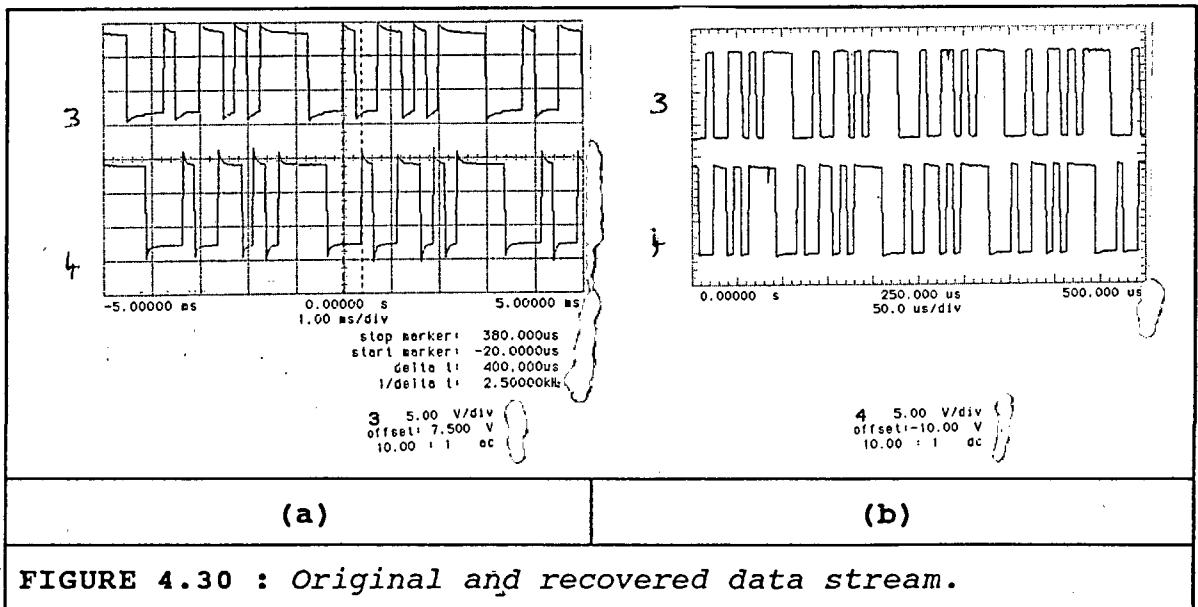 3
4
-5.00000 ms 0.00000 s 5.00000 ms
1.00 ms/div
stop marker: 380.000us
start marker: -20.0000us
delta t: 400.000us
1/delta t: 2.50000kHz
3 5.00 V/div
offset: 7.500 V
10.00 : 1 dc
3
0.00000 s 250.000 us 500.000 us
50.0 us/div
4 5.00 V/div
offset:-10.00 V
10.00 : 1 dc
(a) (b)
FIGURE 4.30 : Original and recovered data stream.